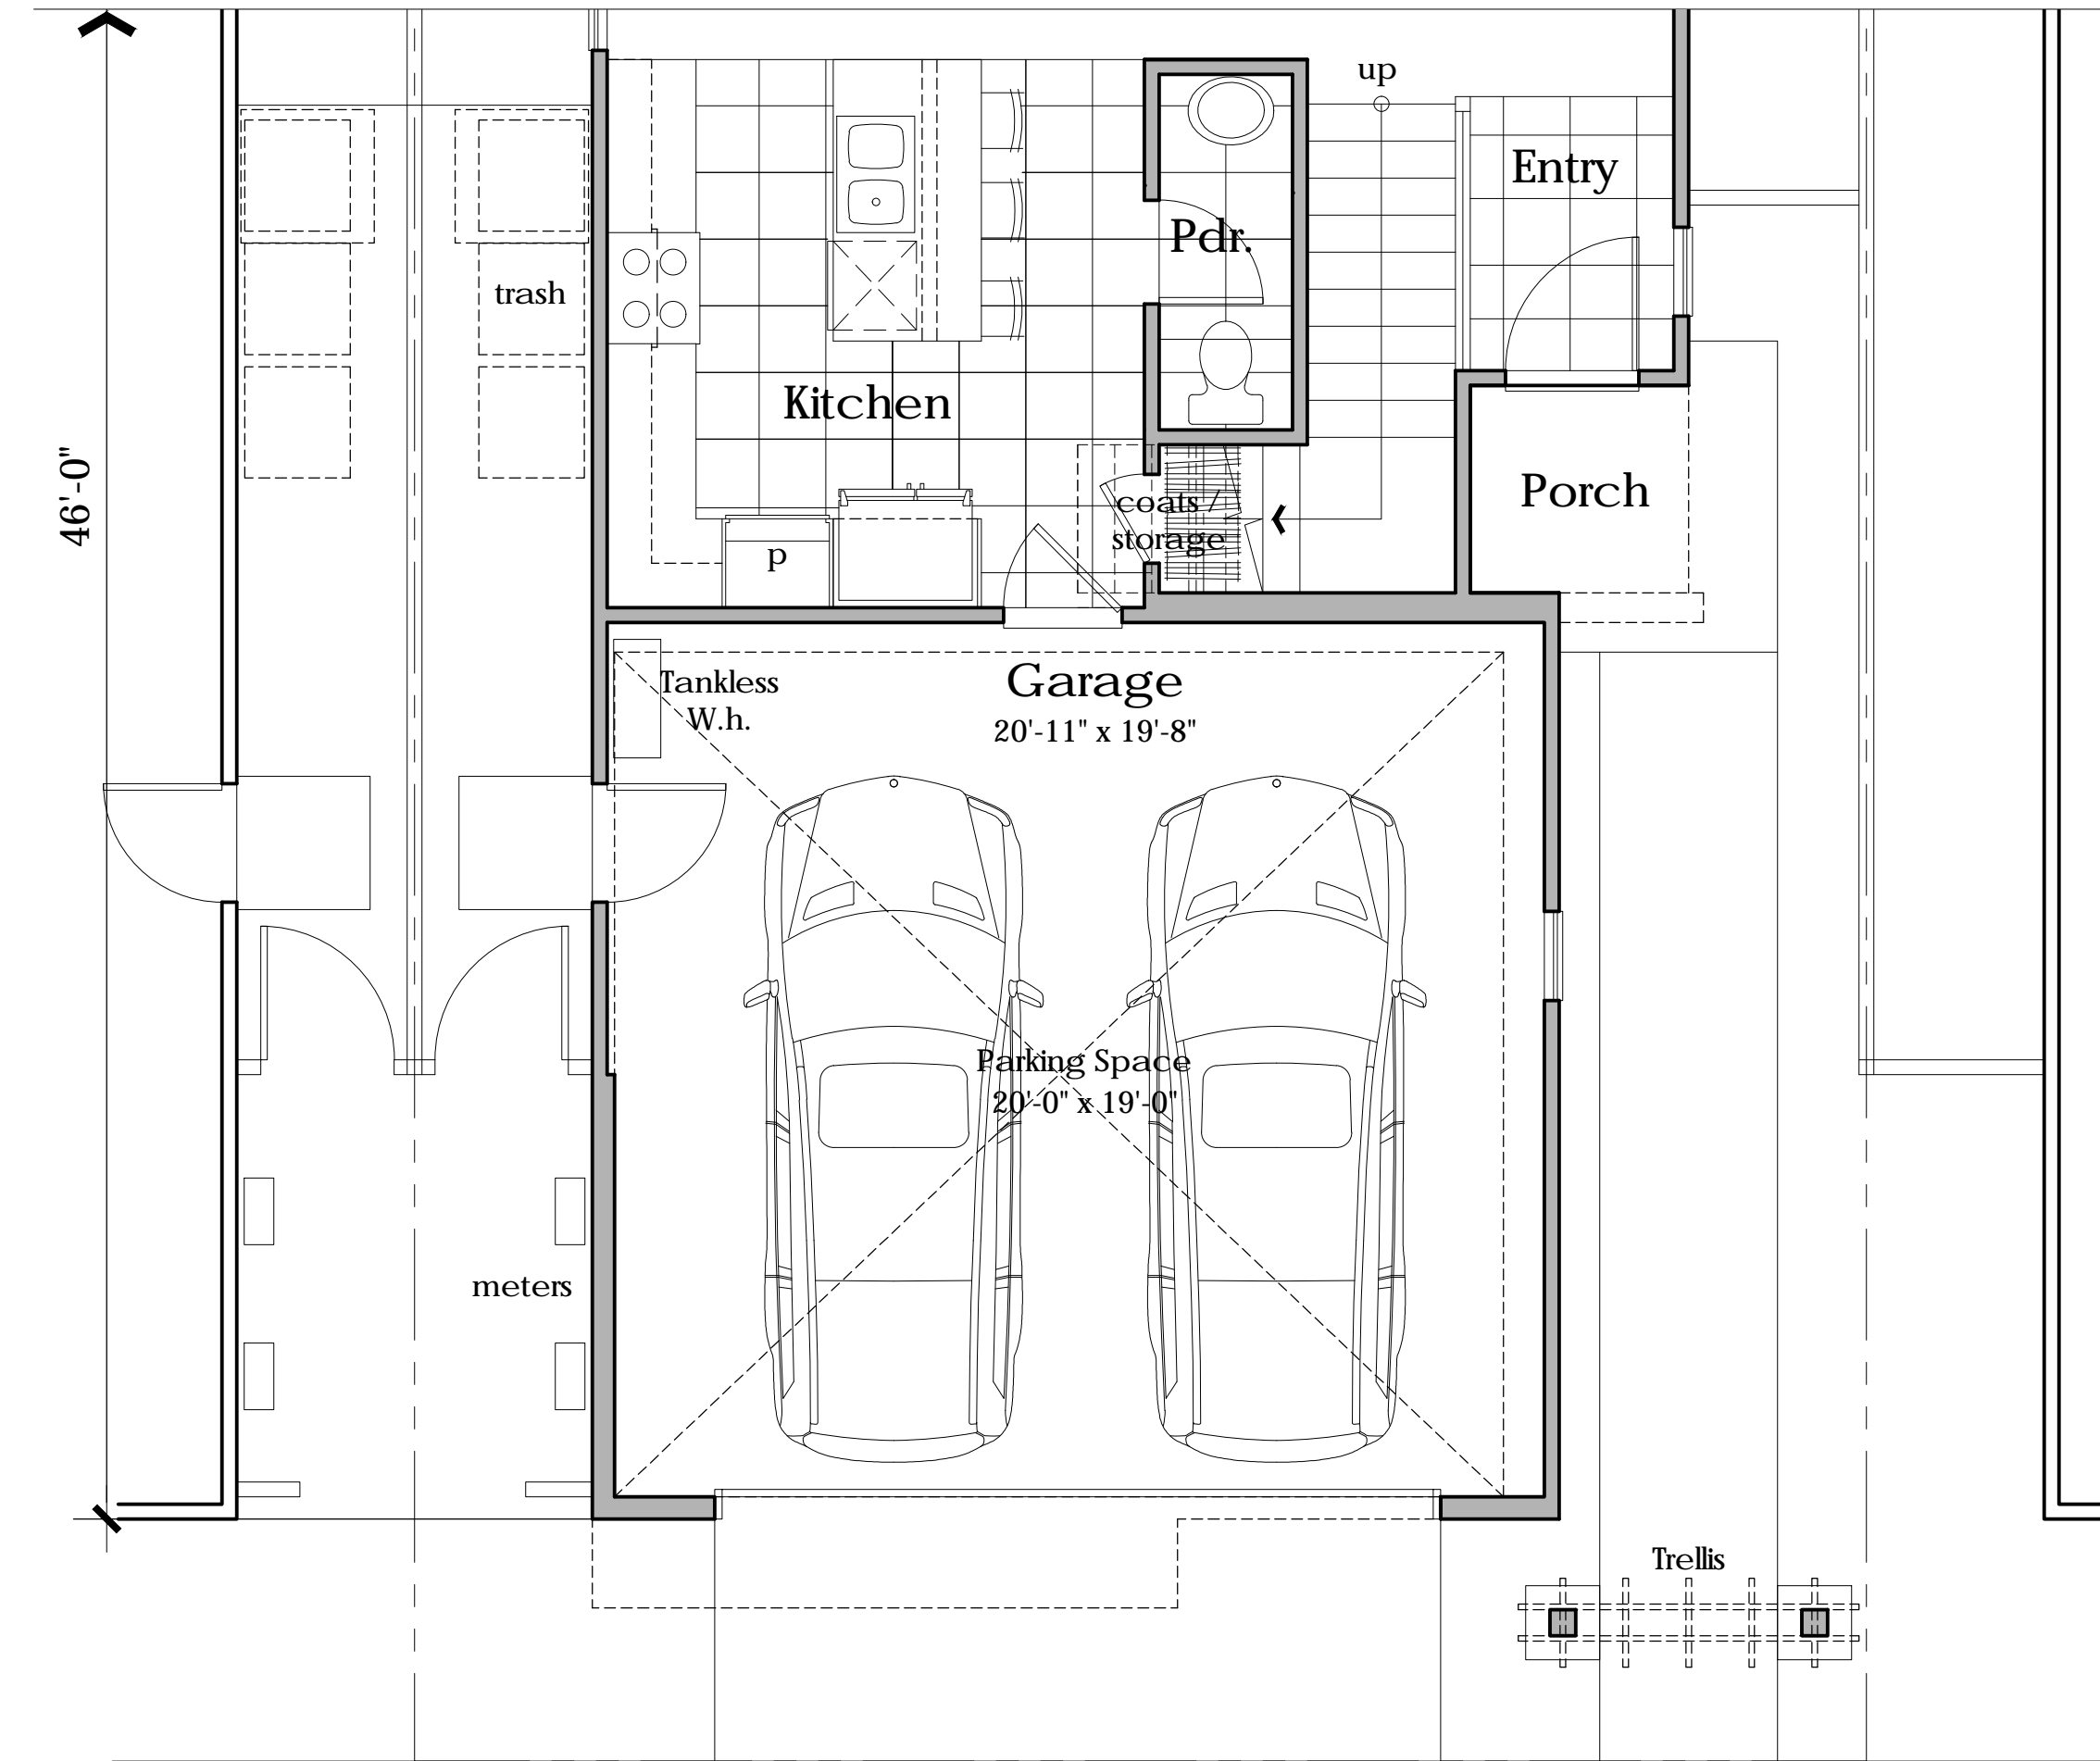 up
Entry
Pdr.
trash
Kitchen
46'-0"
Porch
coats /
storage
p
Tankless
W.h.
Garage
20'-11" x 19'-8"
Parking Space
20'-0" x 19'-0"
meters
Trellis